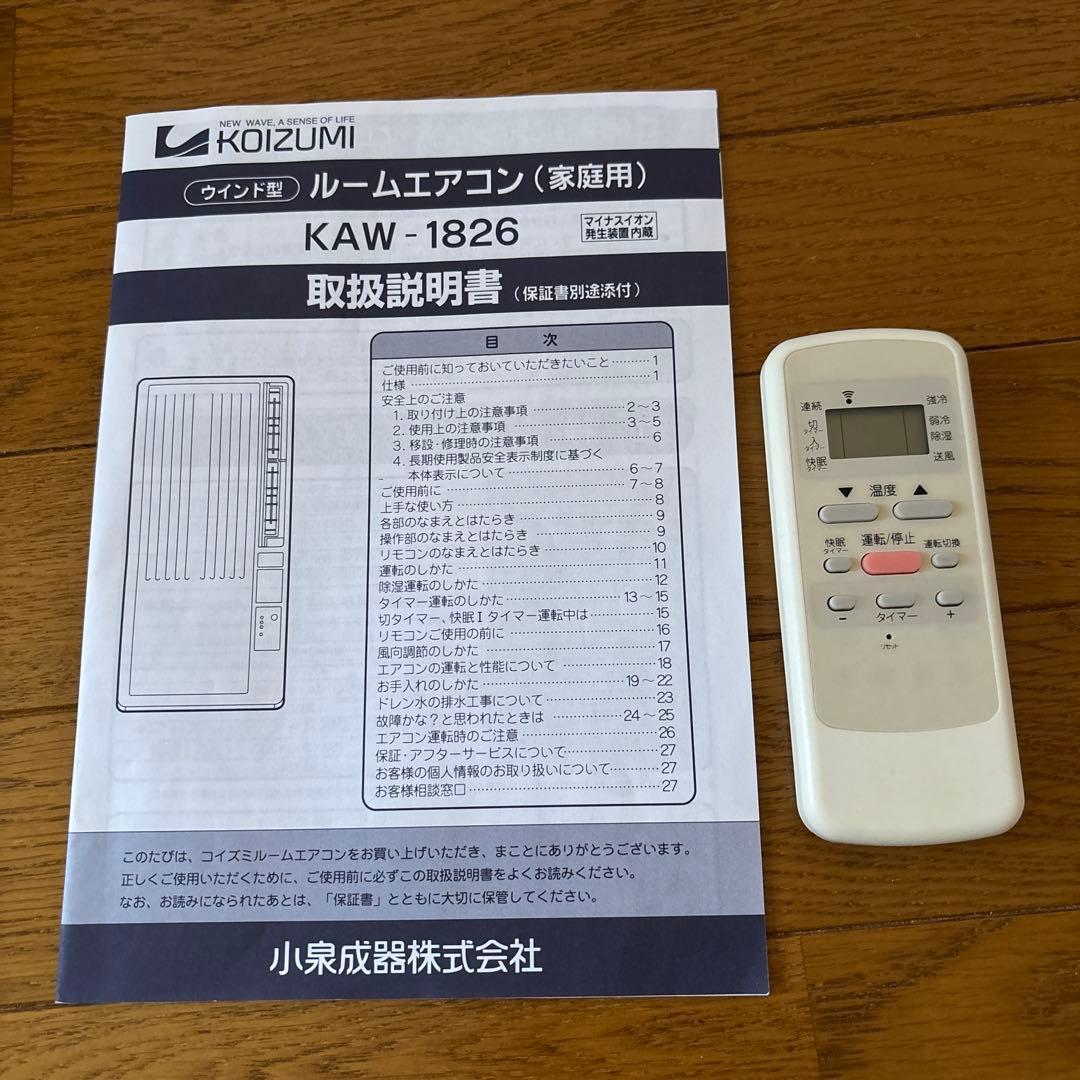 NEW WAVE, A SENSE OF LIFE
KOIZUMI
ウインド型 ルームエアコン(家庭用)
KAW-1826
マイナスイオン
発生装置内蔵
取扱説明書(保証書別途添付)
目 次
ご使用前に知っておいていただきたいこと………1
仕様………1
安全上のご注意
1. 取り付け上の注意事項………2〜3
2. 使用上の注意事項………3〜5
3. 移設・修理時の注意事項………6
4. 長期使用製品安全表示制度に基づく
本体表示について………6〜7
ご使用前に………7〜8
上手な使い方………8
各部のなまえとはたらき………9
操作部のなまえとはたらき………9
リモコンのなまえとはたらき………10
運転のしかた………11
除湿運転のしかた………12
タイマー運転のしかた………13〜15
切タイマー、快眠Iタイマー運転中は………15
リモコンご使用の前に………16
風向調節のしかた………17
エアコンの運転と性能について………18
お手入れのしかた………19〜22
ドレン水の排水工事について………23
故障かな？と思われたときは………24〜25
エアコン運転時のご注意………26
保証・アフターサービスについて………27
お客様の個人情報のお取り扱いについて………27
お客様相談窓口………27
このたびは、コイズミルームエアコンをお買い上げいただき、まことにありがとうございます。
正しくご使用いただくために、ご使用前に必ずこの取扱説明書をよくお読みください。
なお、お読みになられたあとは、「保証書」とともに大切に保管してください。
小泉成器株式会社
連続
切タイマー
入タイマー
快眠タイマー
強冷
弱冷
除湿
送風
▼ 温度 ▲
快眠タイマー 運転/停止 運転切換
− タイマー +
リセット